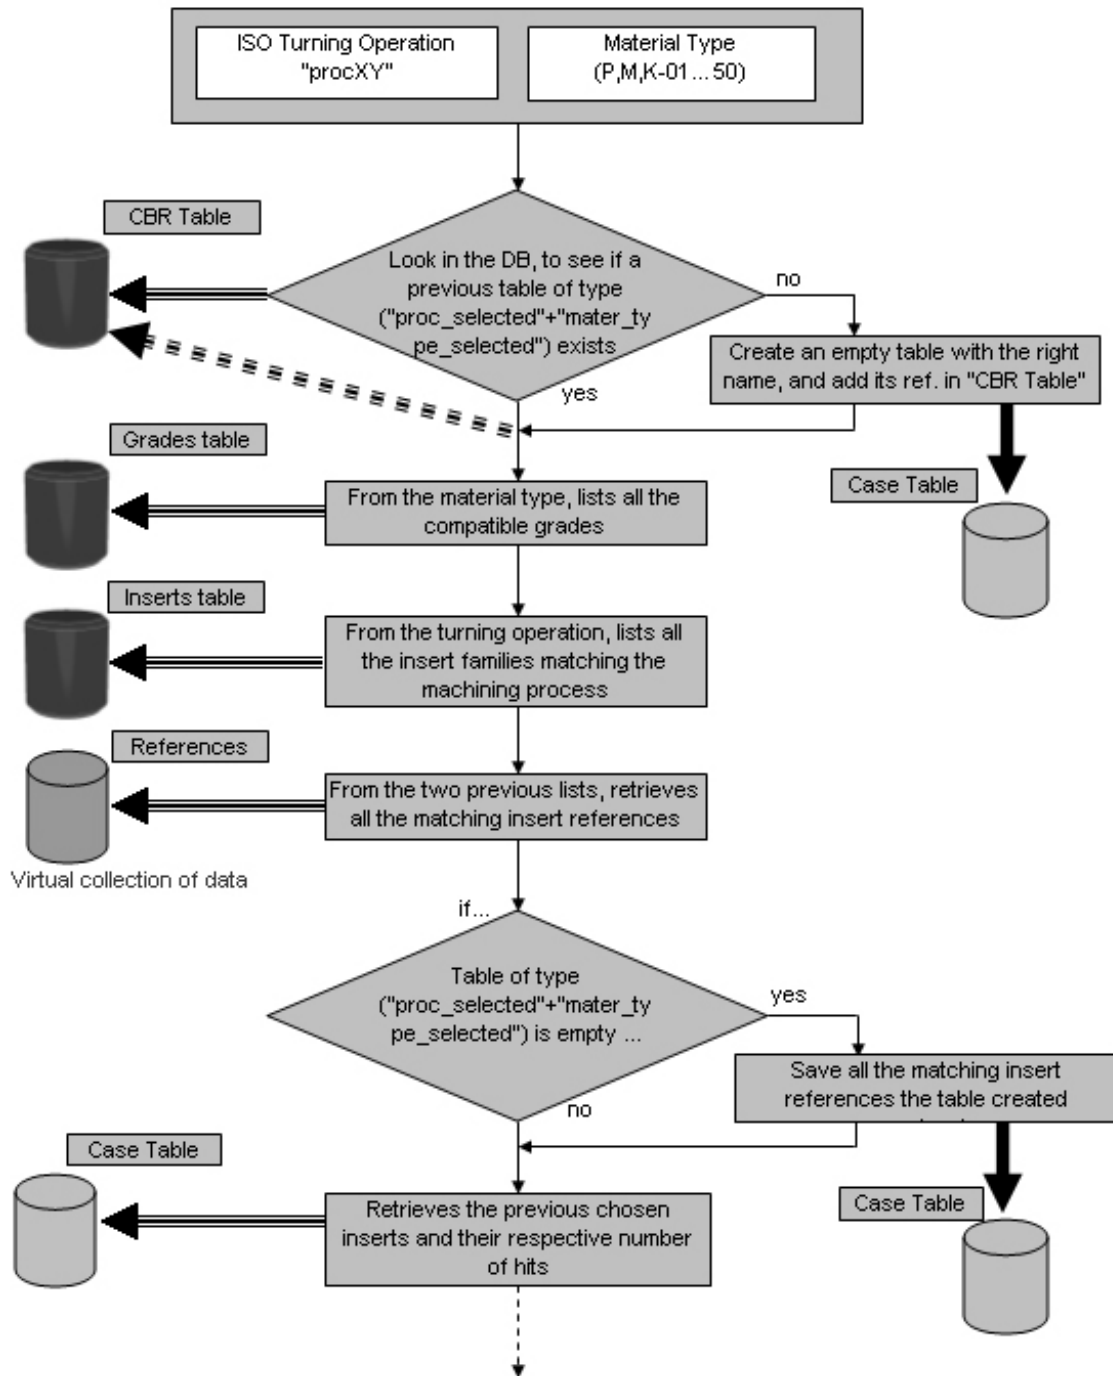 ISO Turning Operation
"procXY"
Material Type
(P,M,K-01...50)
CBR Table
Look in the DB, to see if a
previous table of type
("proc_selected"+"mater_ty
pe_selected") exists
no
yes
Create an empty table with the right
name, and add its ref. in "CBR Table"
Grades table
From the material type, lists all the
compatible grades
Case Table
Inserts table
From the turning operation, lists all
the insert families matching the
machining process
References
From the two previous lists, retrieves
all the matching insert references
Virtual collection of data
if...
Table of type
("proc_selected"+"mater_ty
pe_selected") is empty ...
yes
no
Save all the matching insert
references the table created
Case Table
Retrieves the previous chosen
inserts and their respective number
of hits
Case Table